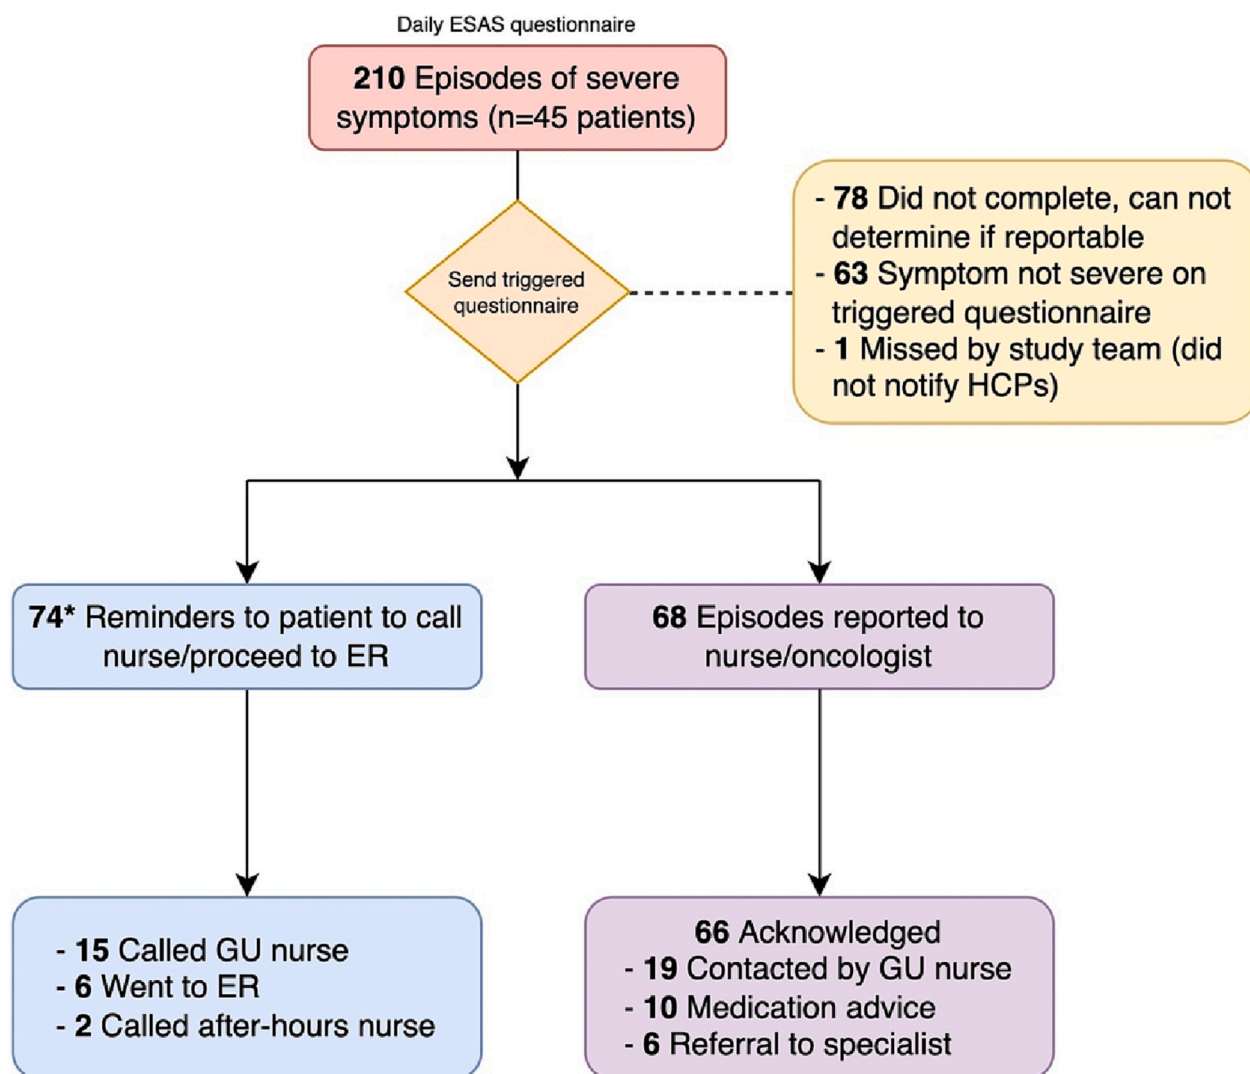 Daily ESAS questionnaire
210 Episodes of severe
symptoms (n=45 patients)
Send triggered
questionnaire
- 78 Did not complete, can not
determine if reportable
- 63 Symptom not severe on
triggered questionnaire
- 1 Missed by study team (did
not notify HCPs)
74* Reminders to patient to call
nurse/proceed to ER
68 Episodes reported to
nurse/oncologist
- 15 Called GU nurse
- 6 Went to ER
- 2 Called after-hours nurse
66 Acknowledged
- 19 Contacted by GU nurse
- 10 Medication advice
- 6 Referral to specialist